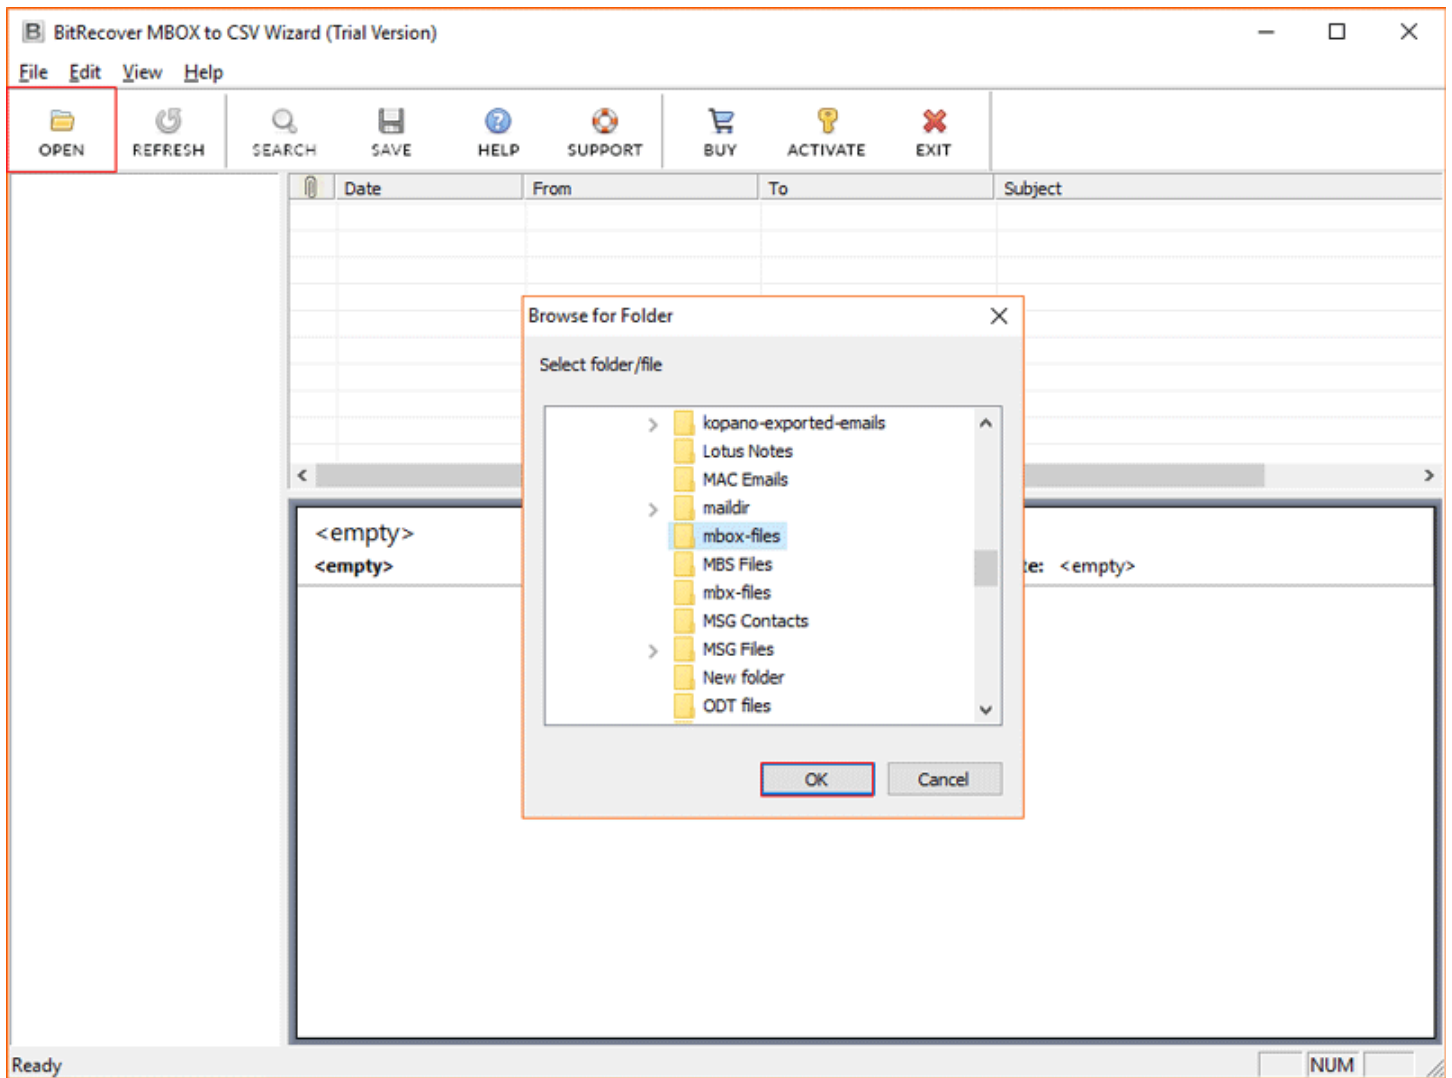 BitRecover MBOX to CSV Wizard (Trial Version)
File Edit View Help
OPEN REFRESH SEARCH SAVE HELP SUPPORT BUY ACTIVATE EXIT
Date From To Subject
Browse for Folder
Select folder/file
kopano-exported-emails
Lotus Notes
MAC Emails
maildir
mbox-files
MBS Files
mbx-files
MSG Contacts
MSG Files
New folder
ODT files
OK Cancel
<empty>
<empty> te: <empty>
Ready NUM